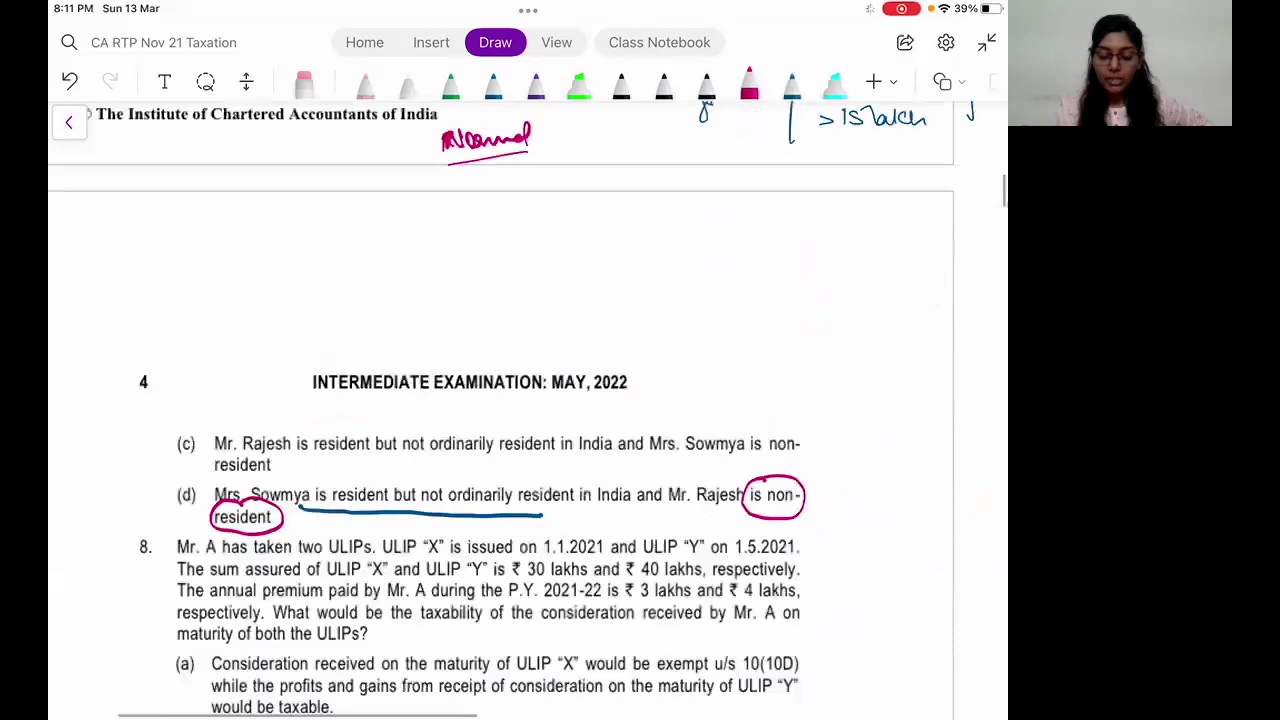 8:11 PM Sun 13 Mar
39%
CA RTP Nov 21 Taxation
Home Insert Draw View Class Notebook
T
The Institute of Chartered Accountants of India
> 15 lakh
Normal
4 INTERMEDIATE EXAMINATION: MAY, 2022
(c) Mr. Rajesh is resident but not ordinarily resident in India and Mrs. Sowmya is non-
resident
(d) Mrs. Sowmya is resident but not ordinarily resident in India and Mr. Rajesh is non-
resident
8. Mr. A has taken two ULIPs. ULIP “X” is issued on 1.1.2021 and ULIP “Y” on 1.5.2021.
The sum assured of ULIP “X” and ULIP “Y” is ₹ 30 lakhs and ₹ 40 lakhs, respectively.
The annual premium paid by Mr. A during the P.Y. 2021-22 is ₹ 3 lakhs and ₹ 4 lakhs,
respectively. What would be the taxability of the consideration received by Mr. A on
maturity of both the ULIPs?
(a) Consideration received on the maturity of ULIP “X” would be exempt u/s 10(10D)
while the profits and gains from receipt of consideration on the maturity of ULIP “Y”
would be taxable.